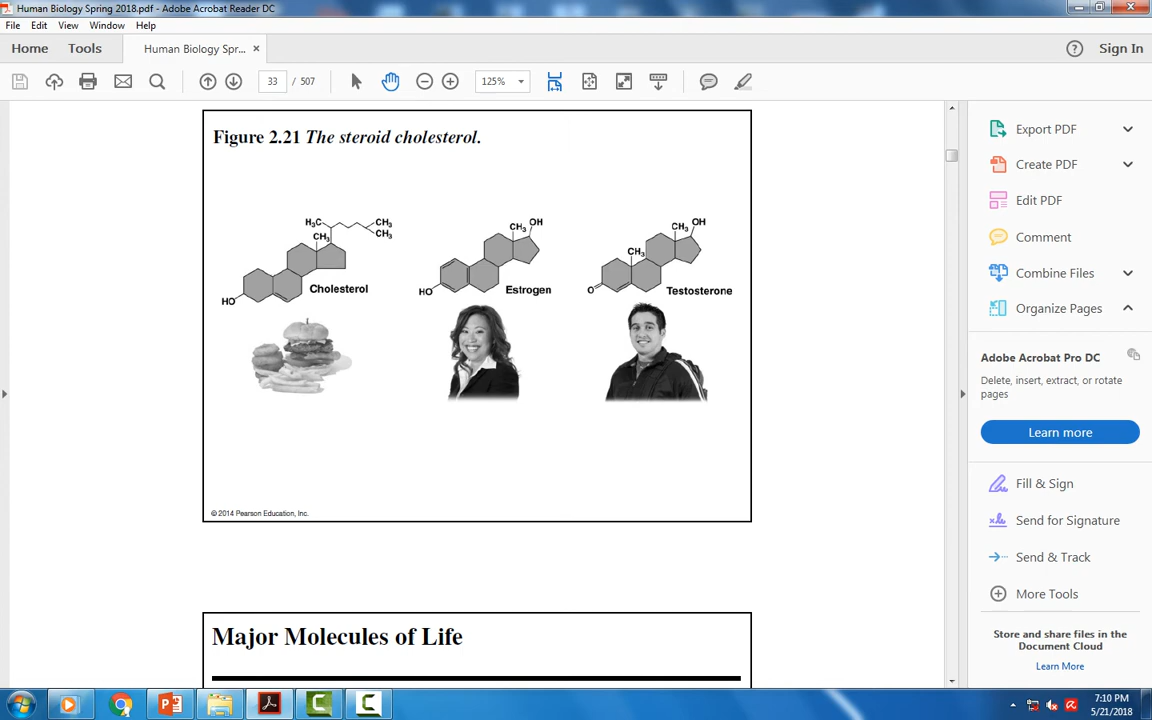 Human Biology Spring 2018.pdf - Adobe Acrobat Reader DC
File Edit View Window Help
Home Tools Human Biology Spr... × Sign In
33 / 507 125%
Figure 2.21 The steroid cholesterol.
H₃C CH₃
CH₃
CH₃
HO
Cholesterol
OH
CH₃
HO
Estrogen
OH
CH₃
CH₃
O
Testosterone
© 2014 Pearson Education, Inc.
Major Molecules of Life
Export PDF
Create PDF
Edit PDF
Comment
Combine Files
Organize Pages
Adobe Acrobat Pro DC
Delete, insert, extract, or rotate
pages
Learn more
Fill & Sign
Send for Signature
Send & Track
More Tools
Store and share files in the
Document Cloud
Learn More
7:10 PM
5/21/2018